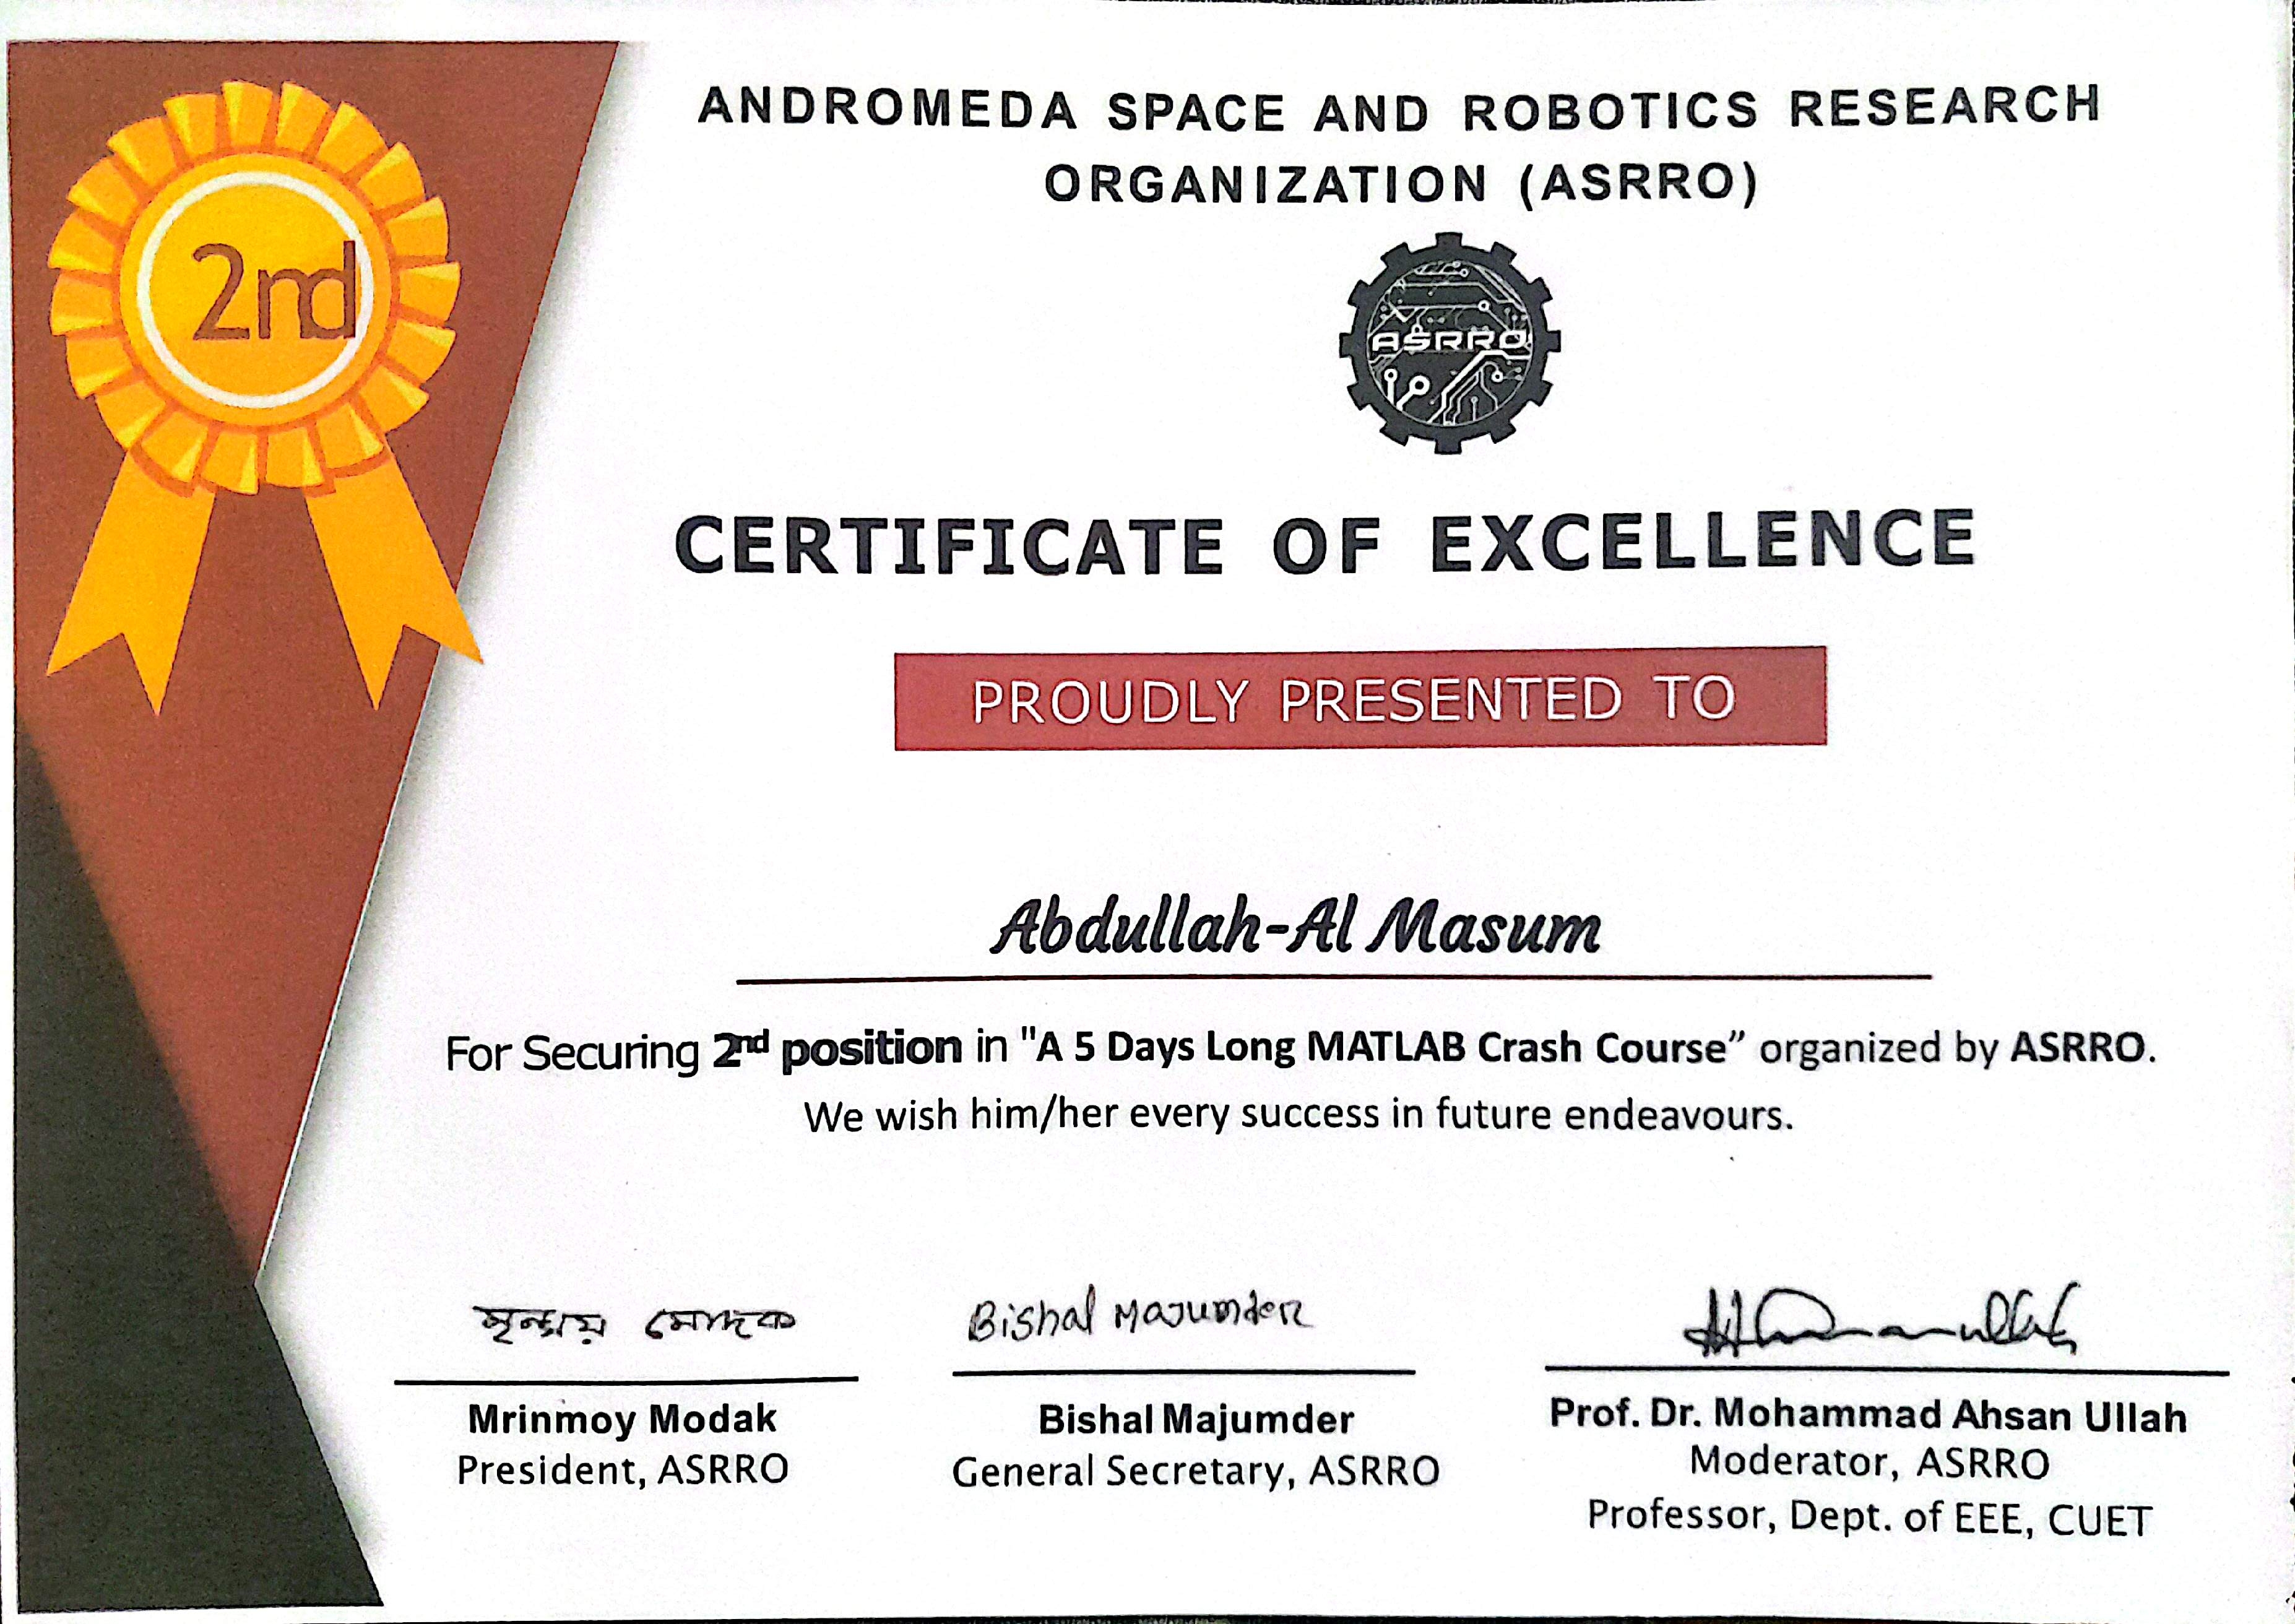 2nd
ANDROMEDA SPACE AND ROBOTICS RESEARCH
ORGANIZATION (ASRRO)
ASRRO
CERTIFICATE OF EXCELLENCE
PROUDLY PRESENTED TO
Abdullah-Al Masum
For Securing 2nd position in "A 5 Days Long MATLAB Crash Course” organized by ASRRO.
We wish him/her every success in future endeavours.
মৃন্ময় মোদক
Bishal Majumder
Mrinmoy Modak
President, ASRRO
Bishal Majumder
General Secretary, ASRRO
Prof. Dr. Mohammad Ahsan Ullah
Moderator, ASRRO
Professor, Dept. of EEE, CUET